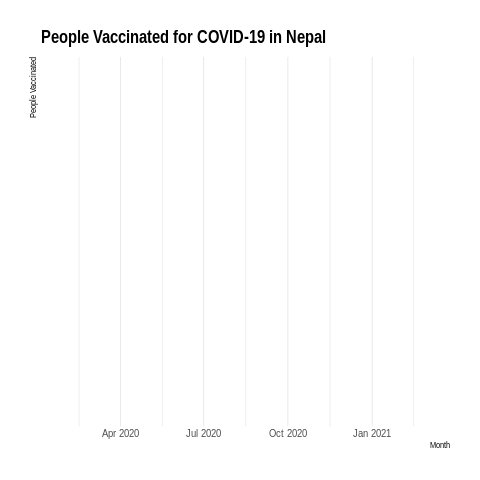 People Vaccinated for COVID-19 in Nepal
People Vaccinated
Apr 2020 Jul 2020 Oct 2020 Jan 2021
Month